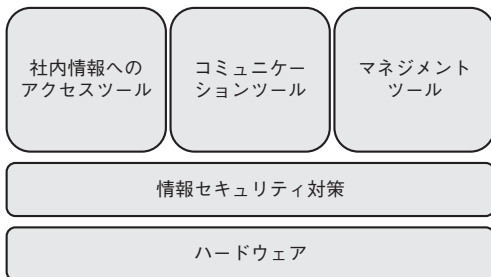 社内情報への
アクセスツール
コミュニケー
ションツール
マネジメント
ツール
情報セキュリティ対策
ハードウェア